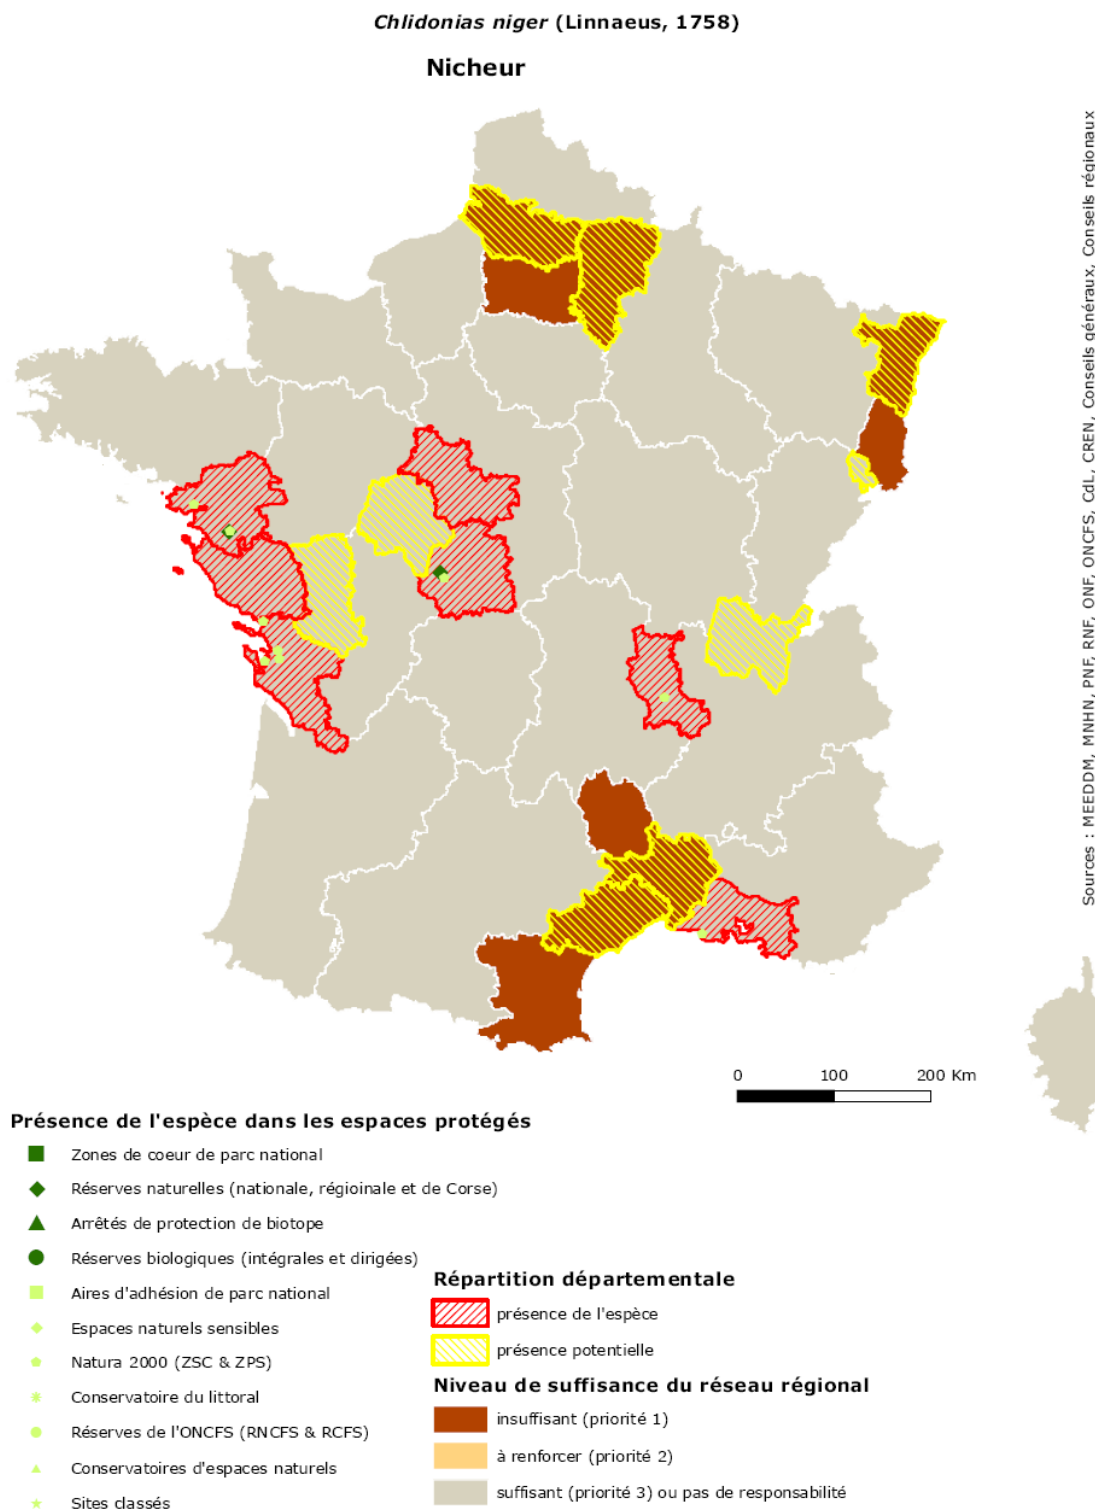 Chlidonias niger (Linnaeus, 1758)
Nicheur
Sources : MEEDDM, MNHN, PNF, RNF, ONF, ONCFS, CdL, CREN, Conseils généraux, Conseils régionaux
0 100 200 Km
Présence de l'espèce dans les espaces protégés
Zones de coeur de parc national
Réserves naturelles (nationale, régioinale et de Corse)
Arrêtés de protection de biotope
Réserves biologiques (intégrales et dirigées)
Aires d'adhésion de parc national
Espaces naturels sensibles
Natura 2000 (ZSC & ZPS)
Conservatoire du littoral
Réserves de l'ONCFS (RNCFS & RCFS)
Conservatoires d'espaces naturels
Sites classés
Répartition départementale
présence de l'espèce
présence potentielle
Niveau de suffisance du réseau régional
insuffisant (priorité 1)
à renforcer (priorité 2)
suffisant (priorité 3) ou pas de responsabilité